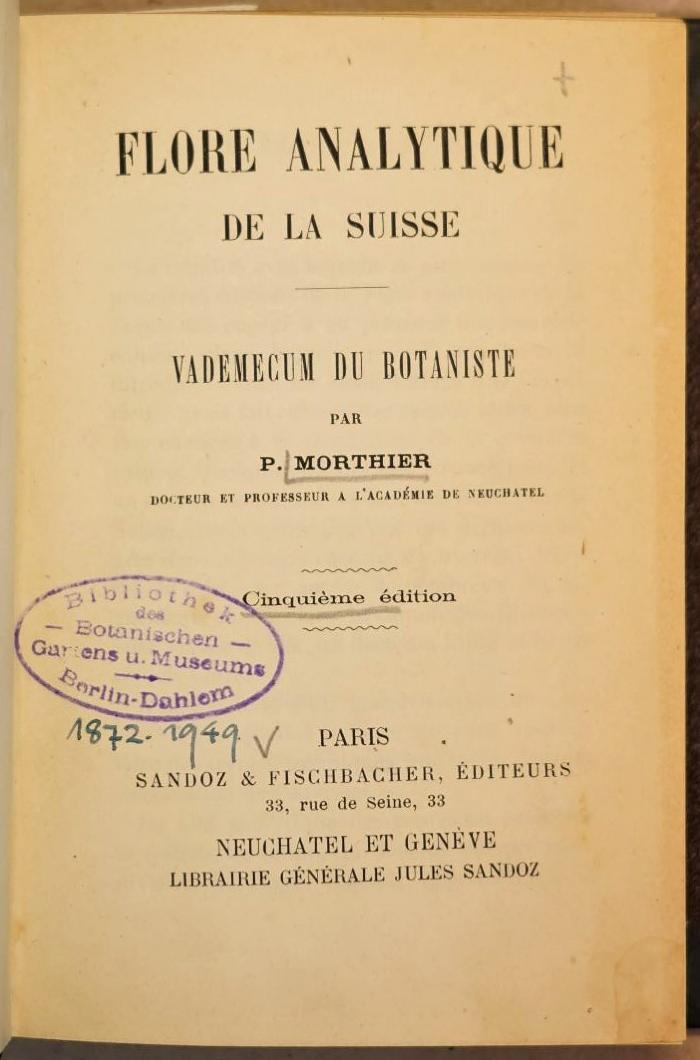 FLORE ANALYTIQUE
DE LA SUISSE
VADEMECUM DU BOTANISTE
PAR
P. MORTHIER
DOCTEUR ET PROFESSEUR A L'ACADÉMIE DE NEUCHATEL
Cinquième édition
Bibliothek
des
— Botanischen —
Gartens u. Museums
Berlin-Dahlem
1872. 1949
PARIS
SANDOZ & FISCHBACHER, ÉDITEURS
33, rue de Seine, 33
NEUCHATEL ET GENÈVE
LIBRAIRIE GÉNÉRALE JULES SANDOZ